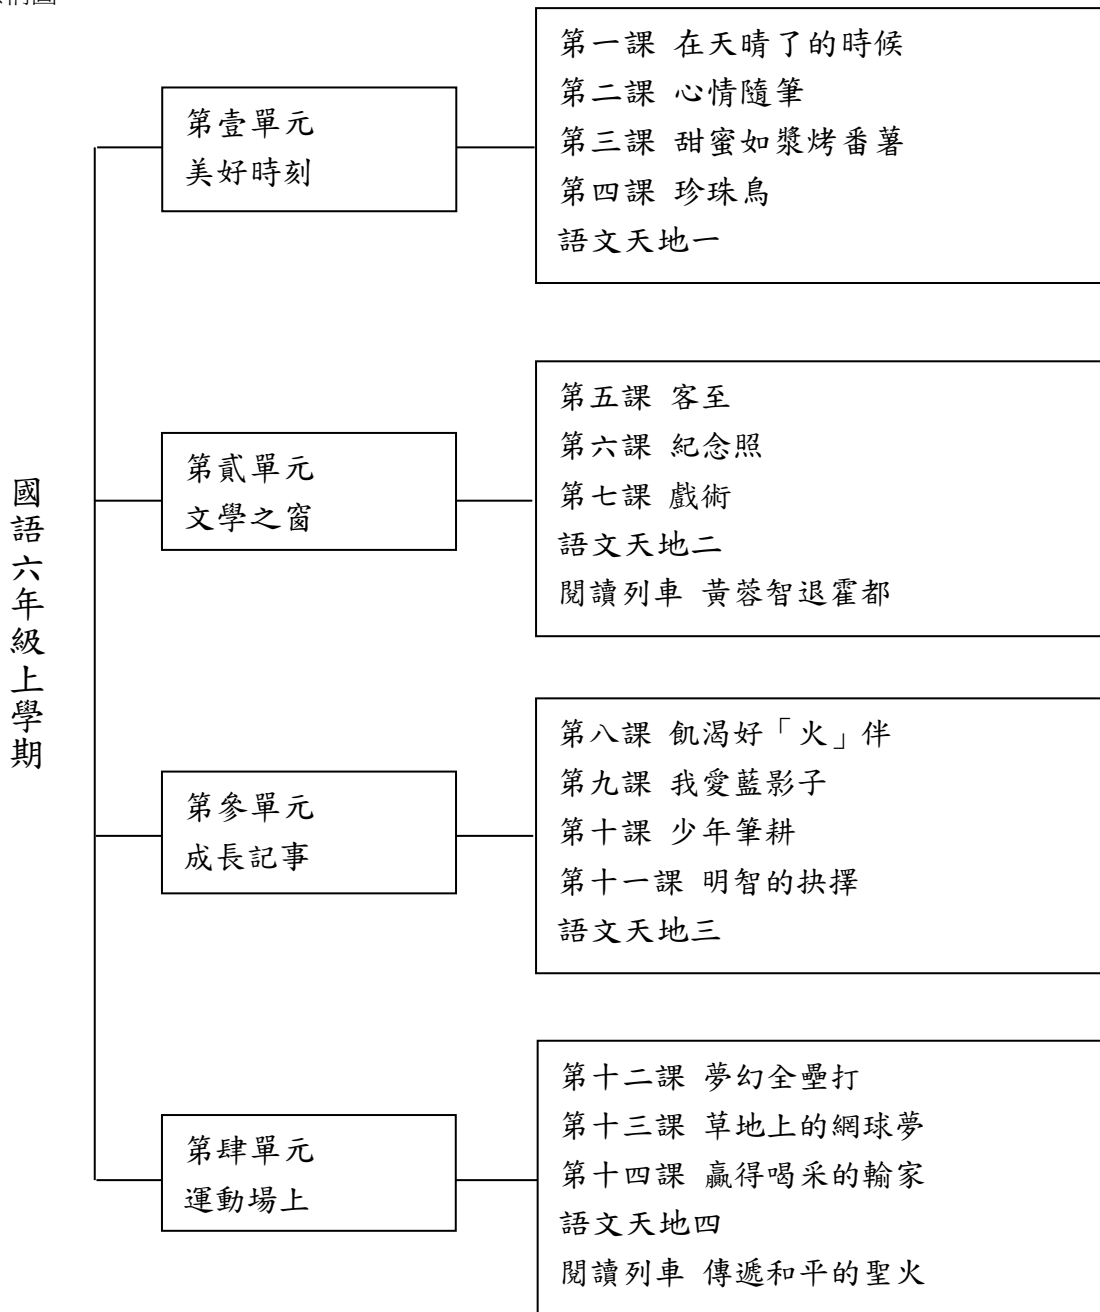 國語六年級上學期
第壹單元
美好時刻
第一課 在天晴了的時候
第二課 心情隨筆
第三課 甜蜜如漿烤番薯
第四課 珍珠鳥
語文天地一
第貳單元
文學之窗
第五課 客至
第六課 紀念照
第七課 戲術
語文天地二
閱讀列車 黃蓉智退霍都
第參單元
成長記事
第八課 飢渴好「火」伴
第九課 我愛藍影子
第十課 少年筆耕
第十一課 明智的抉擇
語文天地三
第肆單元
運動場上
第十二課 夢幻全壘打
第十三課 草地上的網球夢
第十四課 贏得喝采的輸家
語文天地四
閱讀列車 傳遞和平的聖火